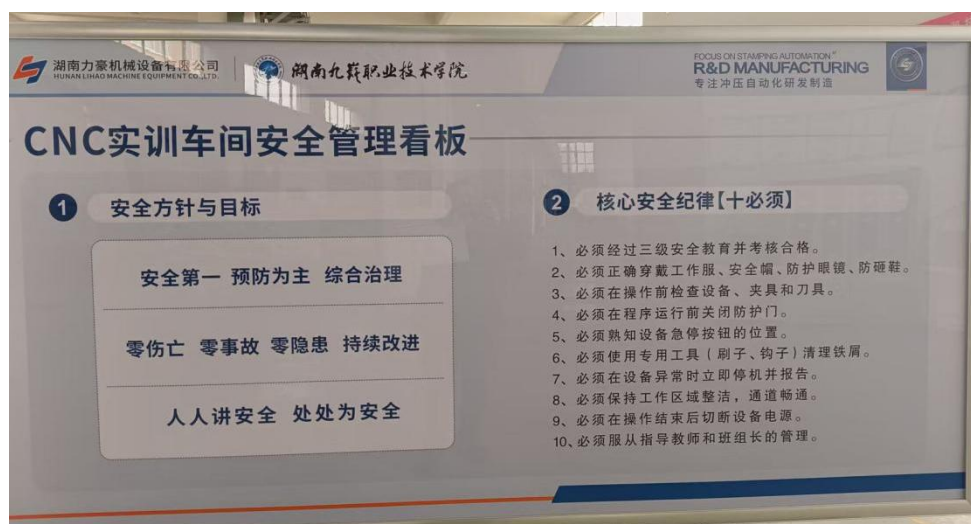 湖南力豪机械设备有限公司
HUNAN LIHAO MACHINE EQUIPMENT CO.,LTD.
湖南九嶷职业技术学院
FOCUS ON STAMPING AUTOMATION
R&D MANUFACTURING
专注冲压自动化研发制造
CNC实训车间安全管理看板
1 安全方针与目标
安全第一 预防为主 综合治理
零伤亡 零事故 零隐患 持续改进
人人讲安全 处处为安全
2 核心安全纪律【十必须】
1、必须经过三级安全教育并考核合格。
2、必须正确穿戴工作服、安全帽、防护眼镜、防砸鞋。
3、必须在操作前检查设备、夹具和刀具。
4、必须在程序运行前关闭防护门。
5、必须熟知设备急停按钮的位置。
6、必须使用专用工具(刷子、钩子)清理铁屑。
7、必须在设备异常时立即停机并报告。
8、必须保持工作区域整洁，通道畅通。
9、必须在操作结束后切断设备电源。
10、必须服从指导教师和班组长的管理。